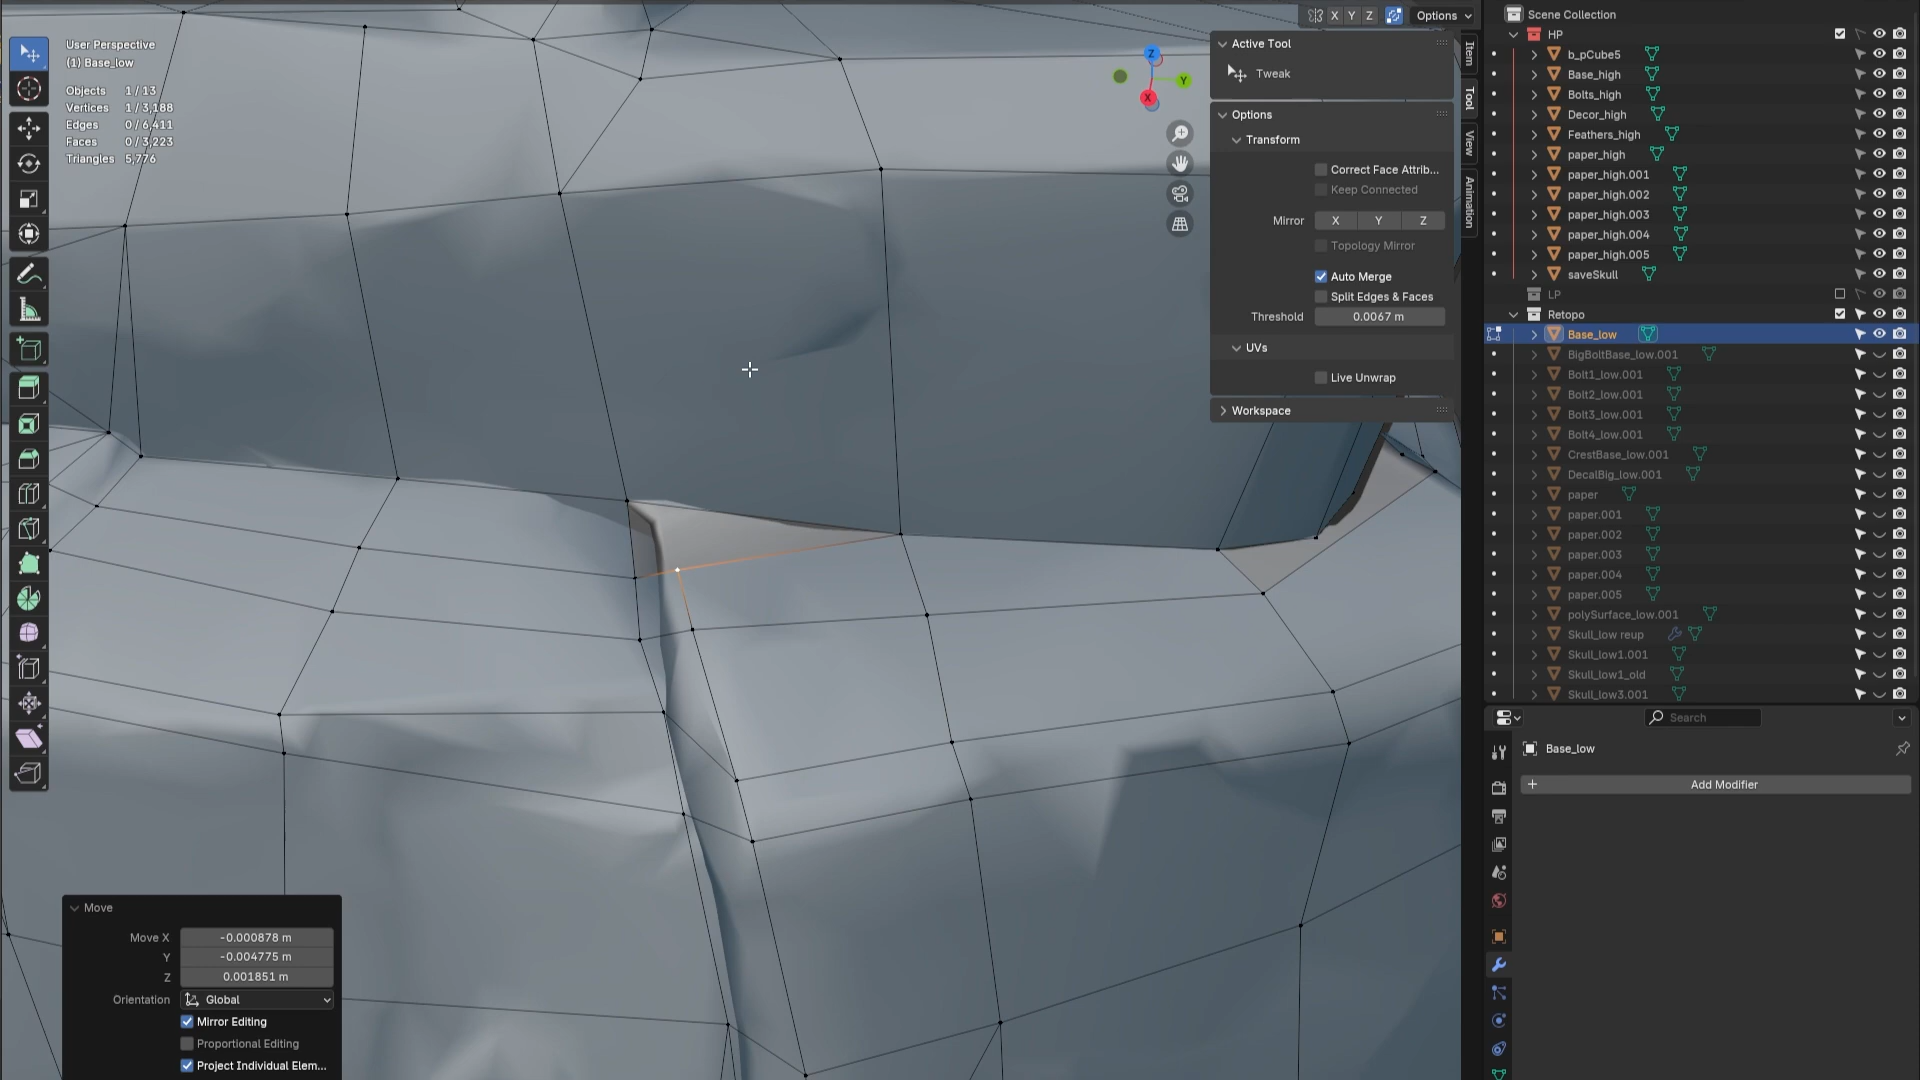 User Perspective
(1) Base_low
Objects 1 / 13
Vertices 1 / 3,188
Edges 0 / 6,411
Faces 0 / 3,223
Triangles 5,776
X Y Z Options
Z
Y
X
Active Tool
Tweak
Options
Transform
Correct Face Attrib...
Keep Connected
Mirror X Y Z
Topology Mirror
Auto Merge
Split Edges & Faces
Threshold 0.0067 m
UVs
Live Unwrap
Workspace
Item
Tool
View
Animation
Move
Move X -0.000878 m
Y -0.004775 m
Z 0.001851 m
Orientation Global
Mirror Editing
Proportional Editing
Project Individual Elem...
Scene Collection
HP
b_pCube5
Base_high
Bolts_high
Decor_high
Feathers_high
paper_high
paper_high.001
paper_high.002
paper_high.003
paper_high.004
paper_high.005
saveSkull
LP
Retopo
Base_low
BigBoltBase_low.001
Bolt1_low.001
Bolt2_low.001
Bolt3_low.001
Bolt4_low.001
CrestBase_low.001
DecalBig_low.001
paper
paper.001
paper.002
paper.003
paper.004
paper.005
polySurface_low.001
Skull_low reup
Skull_low1.001
Skull_low1_old
Skull_low3.001
Search
Base_low
Add Modifier